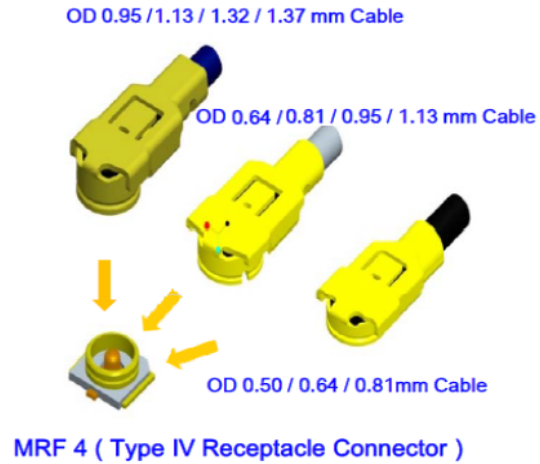 OD 0.95 /1.13 / 1.32 / 1.37 mm Cable
OD 0.64 / 0.81 / 0.95 / 1.13 mm Cable
OD 0.50 / 0.64 / 0.81mm Cable
MRF 4 ( Type IV Receptacle Connector )